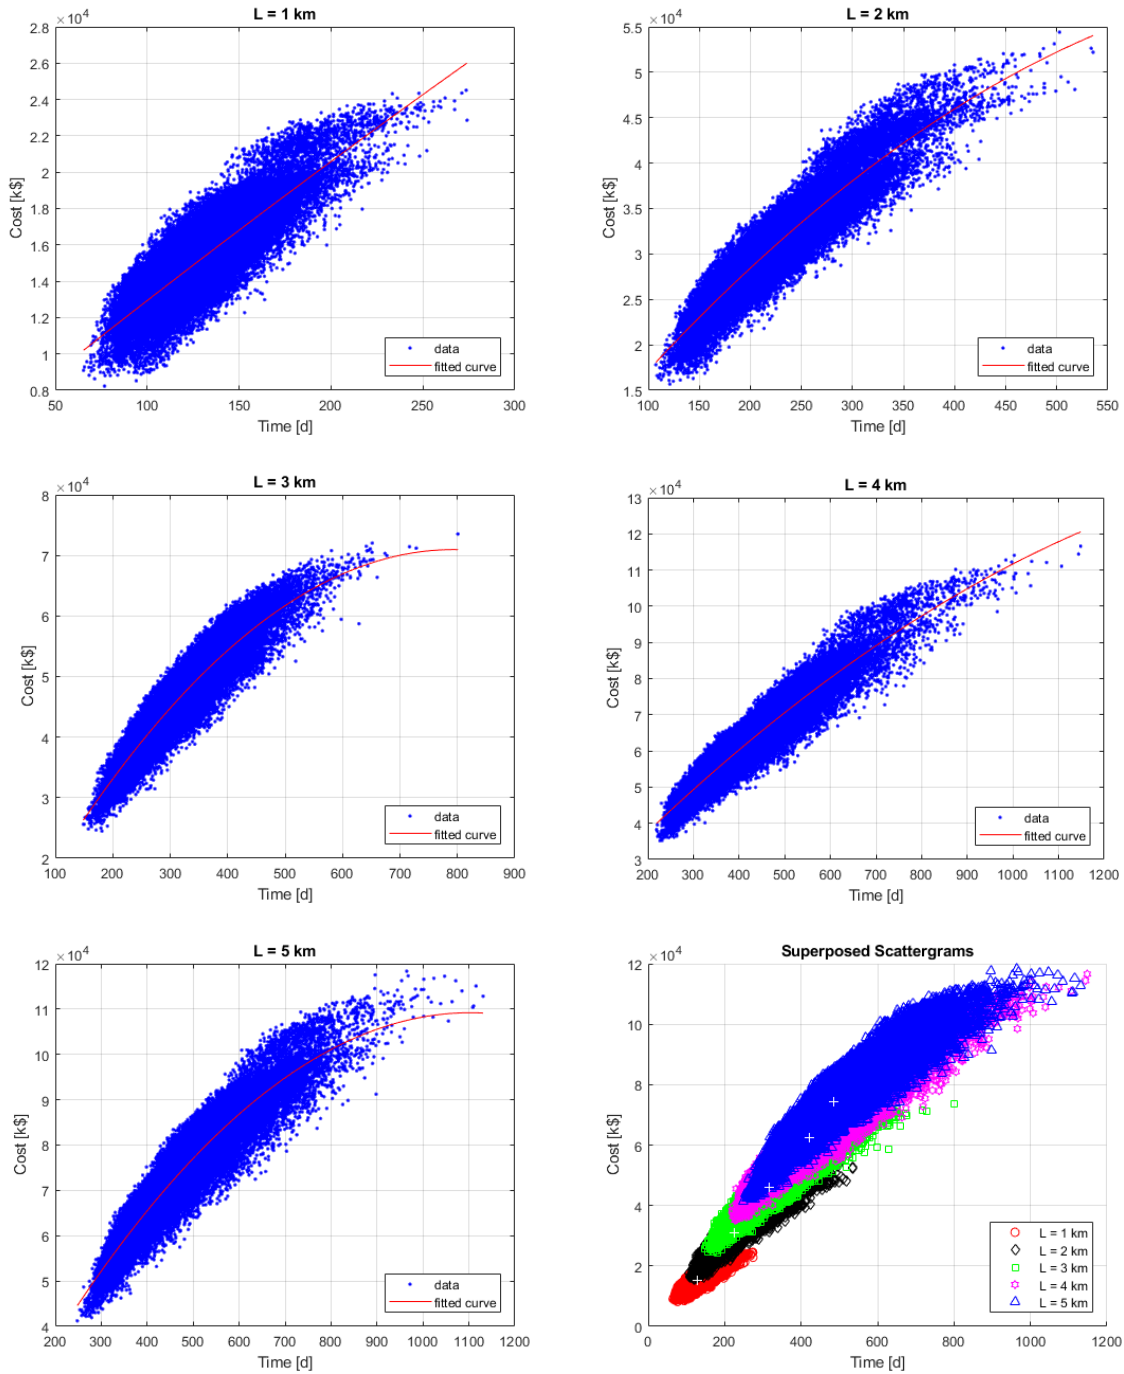 L = 1 km
×10⁴
2.8
2.6
2.4
2.2
2
1.8
1.6
1.4
1.2
1
0.8
Cost [k$]
50 100 150 200 250 300
Time [d]
data
fitted curve
L = 2 km
×10⁴
5.5
5
4.5
4
3.5
3
2.5
2
1.5
Cost [k$]
100 150 200 250 300 350 400 450 500 550
Time [d]
data
fitted curve
L = 3 km
×10⁴
8
7
6
5
4
3
2
Cost [k$]
100 200 300 400 500 600 700 800 900
Time [d]
data
fitted curve
L = 4 km
×10⁴
13
12
11
10
9
8
7
6
5
4
3
Cost [k$]
200 300 400 500 600 700 800 900 1000 1100 1200
Time [d]
data
fitted curve
L = 5 km
×10⁴
12
11
10
9
8
7
6
5
4
Cost [k$]
200 300 400 500 600 700 800 900 1000 1100 1200
Time [d]
data
fitted curve
Superposed Scattergrams
×10⁴
12
10
8
6
4
2
0
Cost [k$]
0 200 400 600 800 1000 1200
Time [d]
L = 1 km
L = 2 km
L = 3 km
L = 4 km
L = 5 km